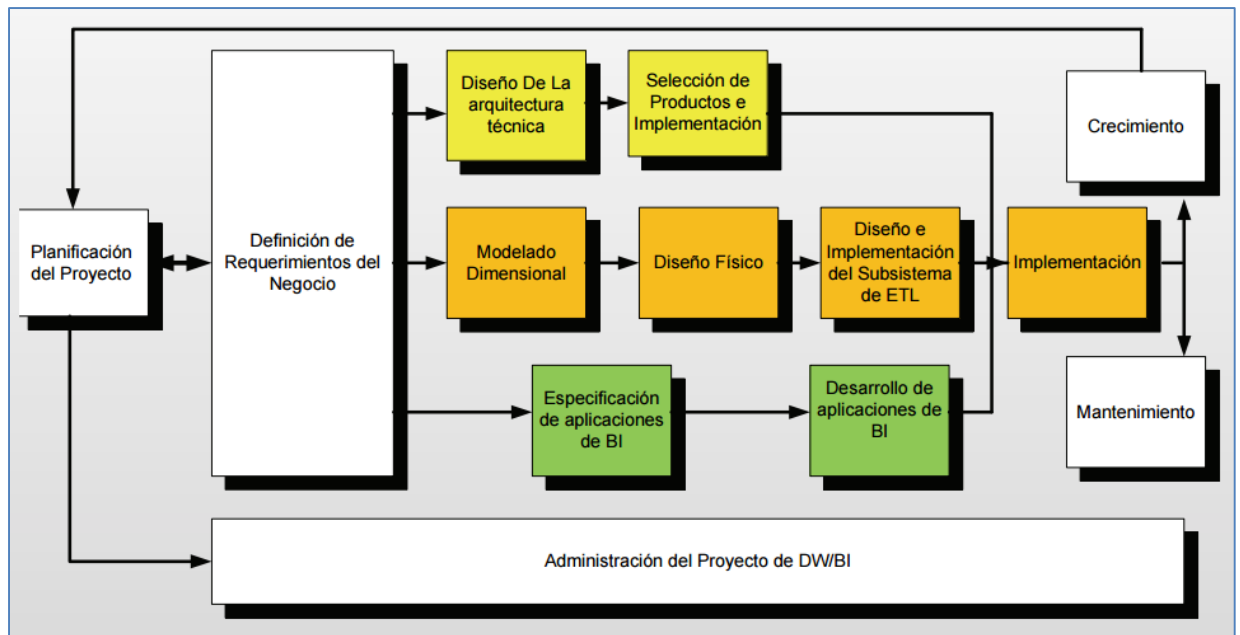 Planificación
del Proyecto
Definición de
Requerimientos del
Negocio
Diseño De La
arquitectura
técnica
Selección de
Productos e
Implementación
Modelado
Dimensional
Diseño Físico
Diseño e
Implementación
del Subsistema
de ETL
Implementación
Especificación
de aplicaciones
de BI
Desarrollo de
aplicaciones de
BI
Crecimiento
Mantenimiento
Administración del Proyecto de DW/BI